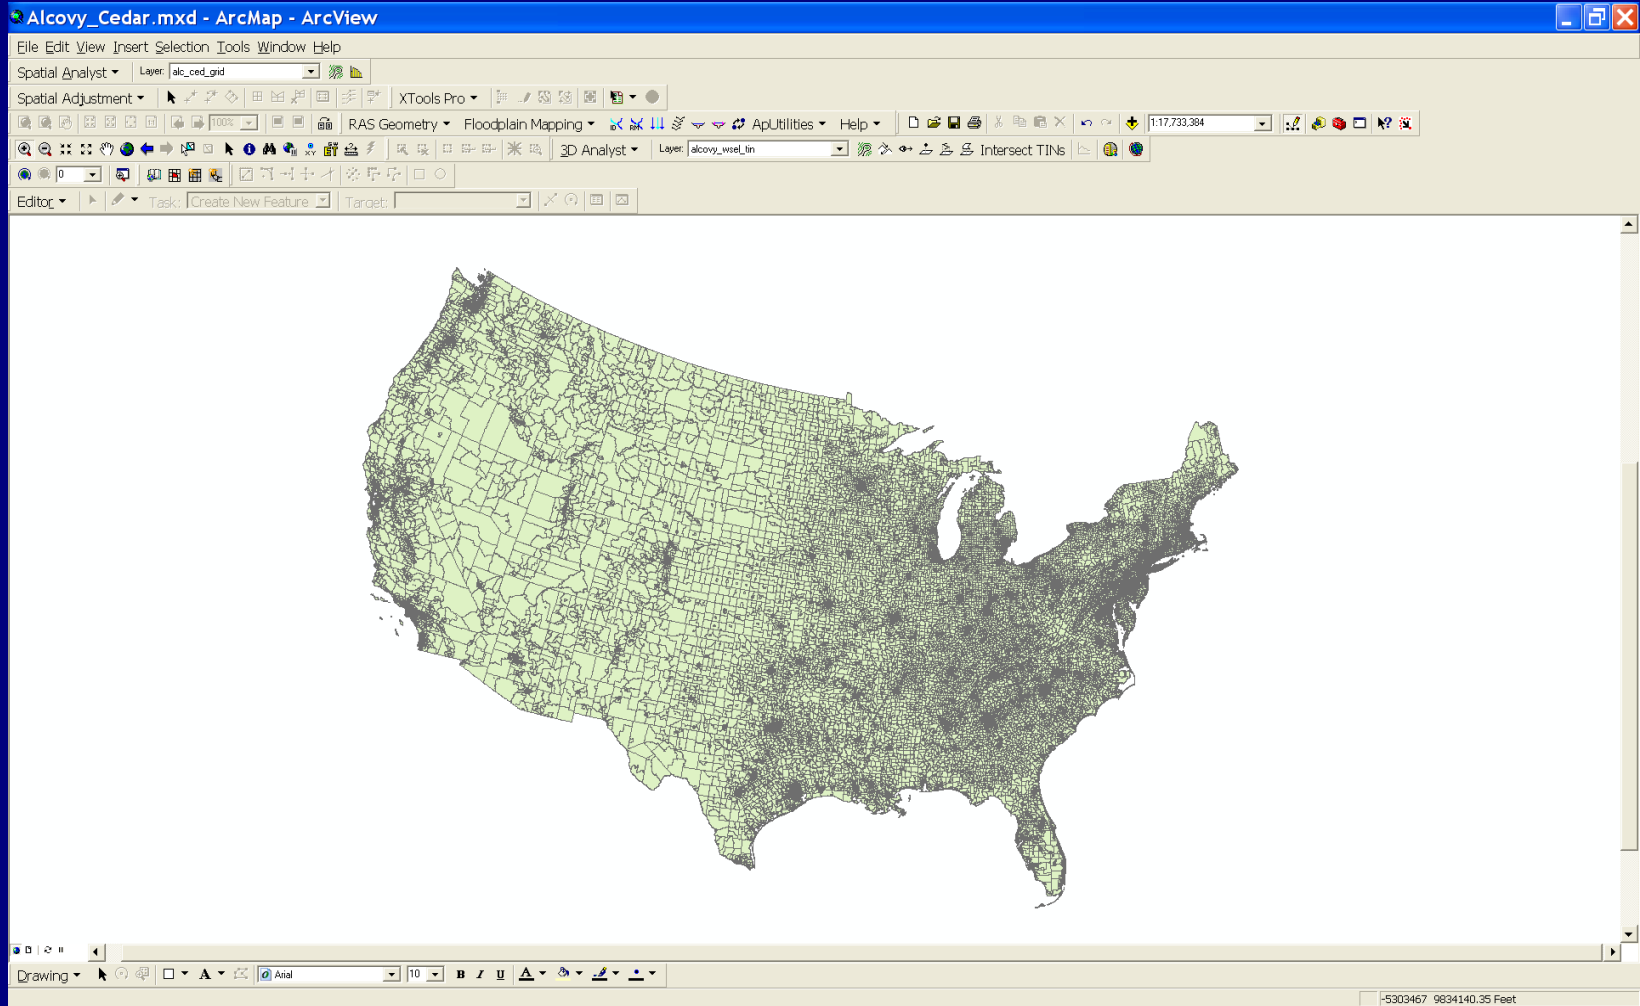 Alcovy_Cedar.mxd - ArcMap - ArcView
File Edit View Insert Selection Tools Window Help
Spatial Analyst Layer: alc_ced_grid
Spatial Adjustment XTools Pro
100% RAS Geometry Floodplain Mapping ApUtilities Help 1:17,733,384
3D Analyst Layer: alcovy_wsel_tin Intersect TINs
0
Editor Task: Create New Feature Target:
Drawing A Arial 10 B I U A
-5303467 9834140.35 Feet